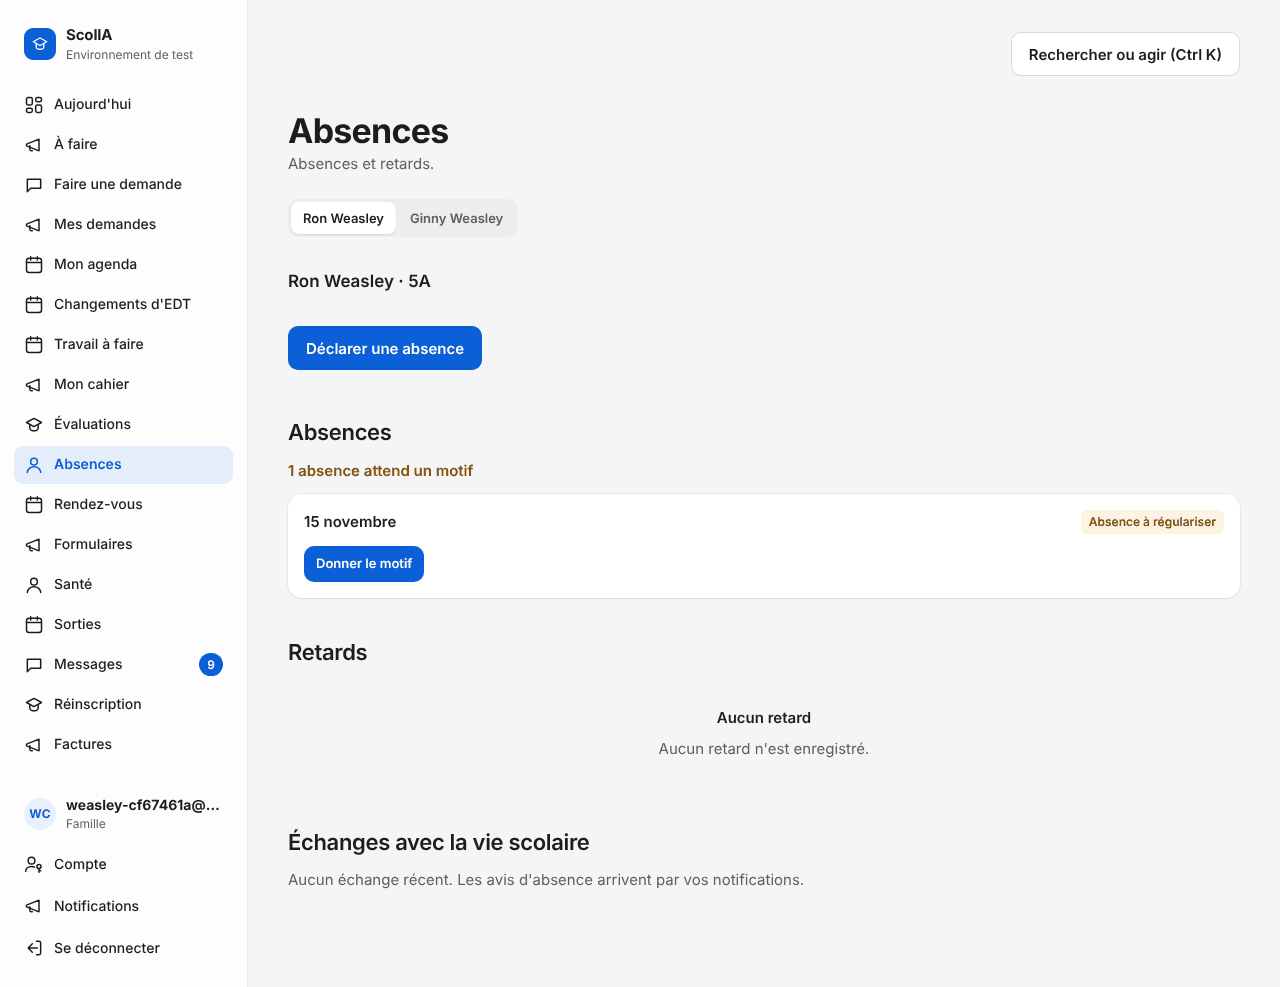 ScolIA
Environnement de test
Aujourd'hui
À faire
Faire une demande
Mes demandes
Mon agenda
Changements d'EDT
Travail à faire
Mon cahier
Évaluations
Absences
Rendez-vous
Formulaires
Santé
Sorties
Messages 9
Réinscription
Factures
WC
weasley-cf67461a@...
Famille
Compte
Notifications
Se déconnecter
Rechercher ou agir (Ctrl K)
Absences
Absences et retards.
Ron Weasley Ginny Weasley
Ron Weasley · 5A
Déclarer une absence
Absences
1 absence attend un motif
15 novembre Absence à régulariser
Donner le motif
Retards
Aucun retard
Aucun retard n'est enregistré.
Échanges avec la vie scolaire
Aucun échange récent. Les avis d'absence arrivent par vos notifications.